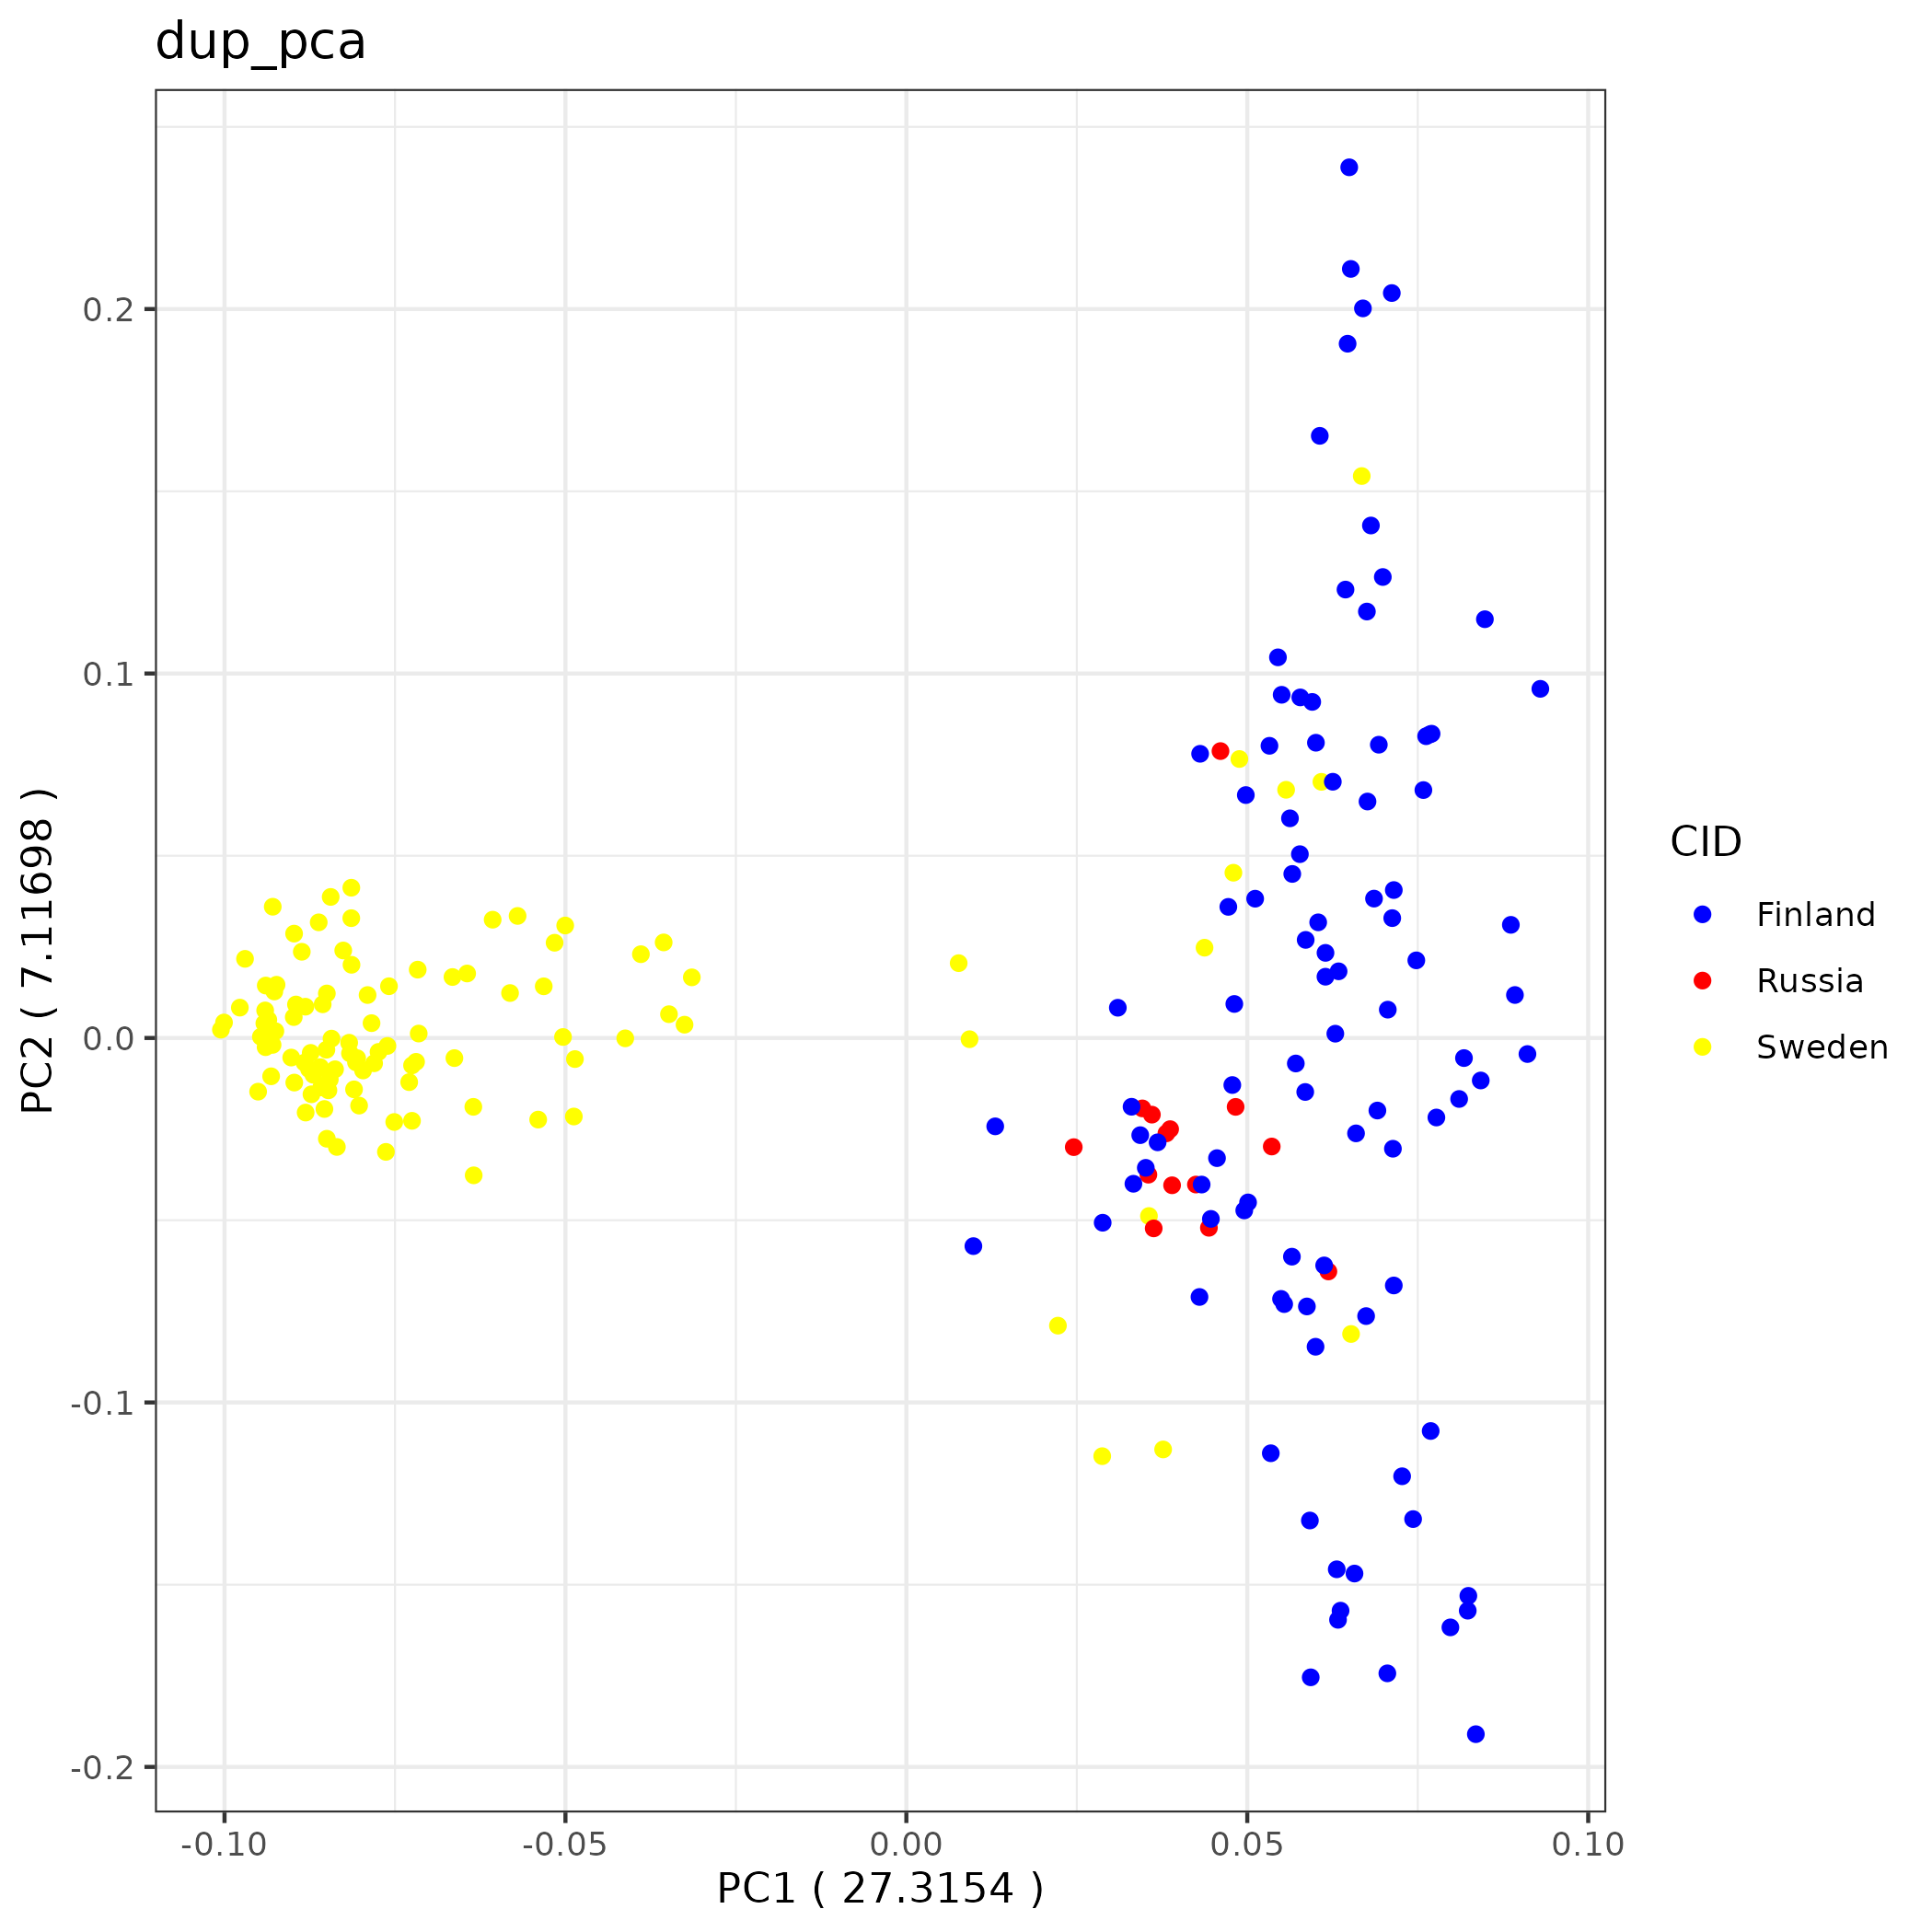 dup_pca
0.2
0.1
0.0
-0.1
-0.2
PC2 ( 7.11698 )
-0.10
-0.05
0.00
0.05
0.10
PC1 ( 27.3154 )
CID
Finland
Russia
Sweden